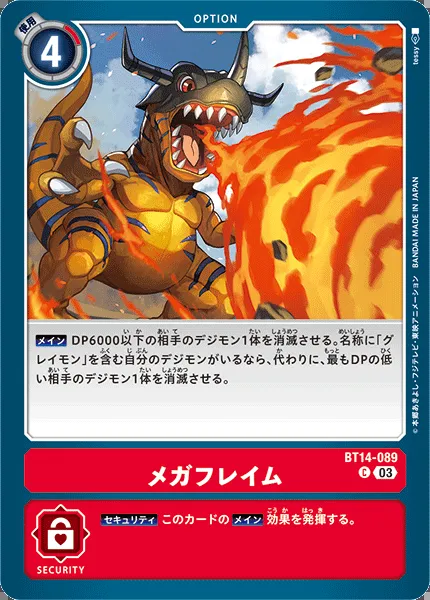 使用
4
OPTION
tessy
メイン DP6000以下の相手のデジモン1体を消滅させる。名称に「グ
レイモン」を含む自分のデジモンがいるなら、代わりに、最もDPの低
い相手のデジモン1体を消滅させる。
©本郷あきよし・フジテレビ・東映アニメーション BANDAI MADE IN JAPAN
BT14-089
メガフレイム
C 03
セキュリティ このカードの メイン 効果を発揮する。
SECURITY